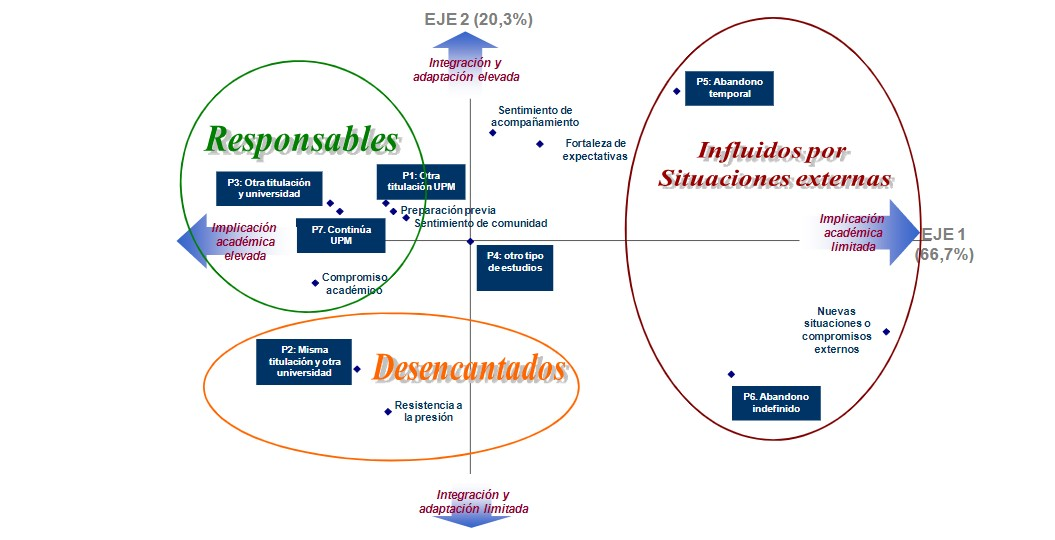 EJE 2 (20,3%)
Integración y
adaptación elevada
P5: Abandono
temporal
Sentimiento de
acompañamiento
Fortaleza de
expectativas
Responsables
Influidos por
Situaciones externas
P3: Otra titulación
y universidad
P1: Otra
titulación UPM
Preparación previa
Sentimiento de comunidad
Implicación
académica
elevada
P7. Continúa
UPM
Implicación
académica
limitada
EJE 1
(66,7%)
P4: otro tipo
de estudios
Compromiso
académico
Nuevas
situaciones o
compromisos
externos
P2: Misma
titulación y otra
universidad
Desencantados
Resistencia a
la presión
P6. Abandono
indefinido
Integración y
adaptación limitada